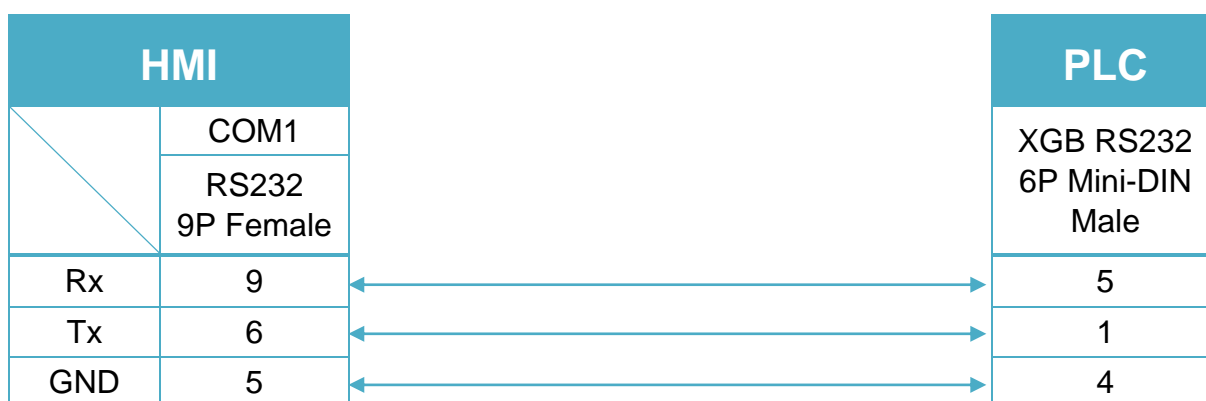 HMI
PLC
COM1
RS232
9P Female
XGB RS232
6P Mini-DIN
Male
Rx 9 5
Tx 6 1
GND 5 4